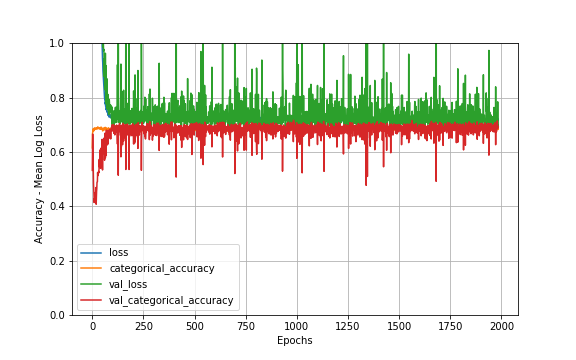 1.0
0.8
0.6
0.4
0.2
0.0
Accuracy - Mean Log Loss
loss
categorical_accuracy
val_loss
val_categorical_accuracy
0 250 500 750 1000 1250 1500 1750 2000
Epochs